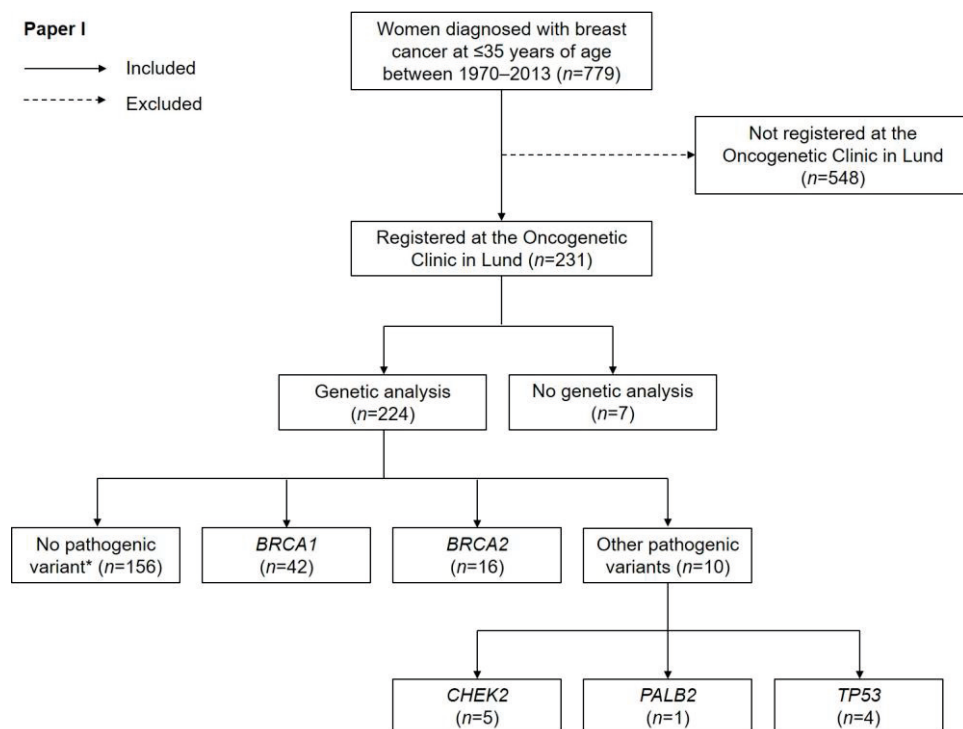 Paper I
Included
Excluded
Women diagnosed with breast
cancer at ≤35 years of age
between 1970–2013 (n=779)
Not registered at the
Oncogenetic Clinic in Lund
(n=548)
Registered at the Oncogenetic
Clinic in Lund (n=231)
Genetic analysis
(n=224)
No genetic analysis
(n=7)
No pathogenic
variant* (n=156)
BRCA1
(n=42)
BRCA2
(n=16)
Other pathogenic
variants (n=10)
CHEK2
(n=5)
PALB2
(n=1)
TP53
(n=4)